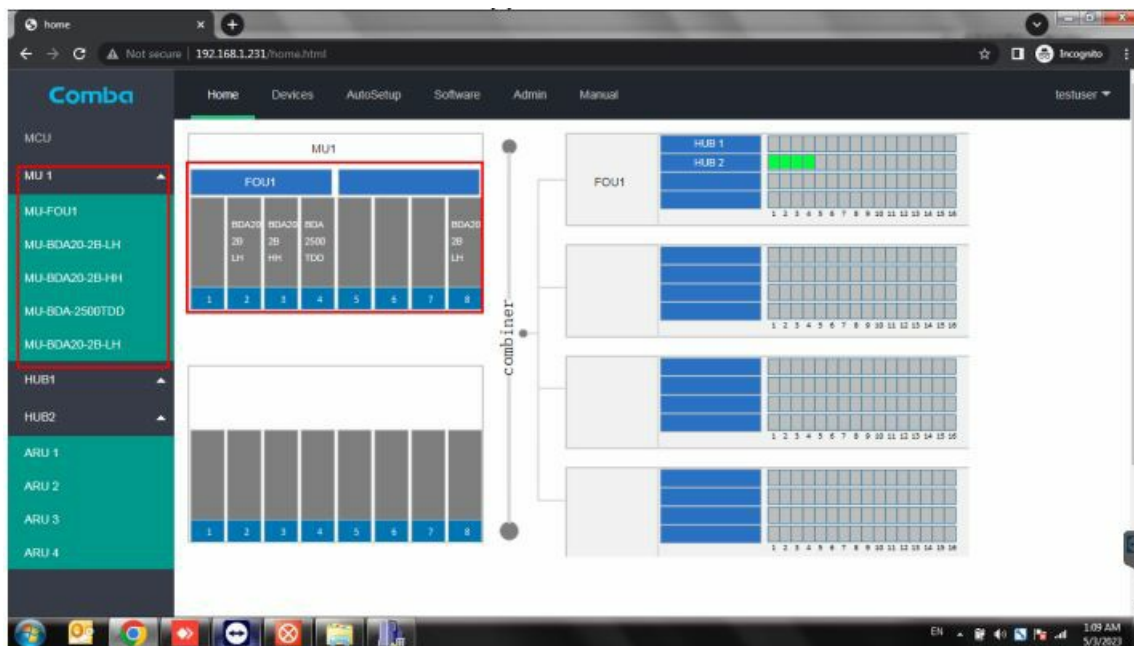 home
Not secure | 192.168.1.231/home.html
Incognito
Comba
Home Devices AutoSetup Software Admin Manual
testuser
MCU
MU 1
MU-FOU1
MU-BDA20-2B-LH
MU-BDA20-2B-HH
MU-BDA-2500TDD
MU-BDA20-2B-LH
HUB1
HUB2
ARU 1
ARU 2
ARU 3
ARU 4
MU1
FOU1
BDA20 BDA20 BDA BDA20
2B 2B 2500 2B
LH HH TDD LH
1 2 3 4 5 6 7 8
1 2 3 4 5 6 7 8
combiner
FOU1
HUB 1
HUB 2
1 2 3 4 5 6 7 8 9 10 11 12 13 14 15 16
1 2 3 4 5 6 7 8 9 10 11 12 13 14 15 16
1 2 3 4 5 6 7 8 9 10 11 12 13 14 15 16
1 2 3 4 5 6 7 8 9 10 11 12 13 14 15 16
EN
1:09 AM
5/3/2023